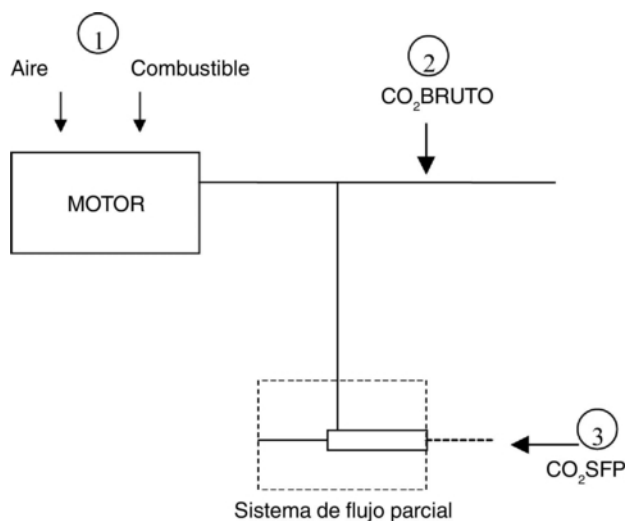 1
Aire
Combustible
2
CO₂BRUTO
MOTOR
3
CO₂SFP
Sistema de flujo parcial